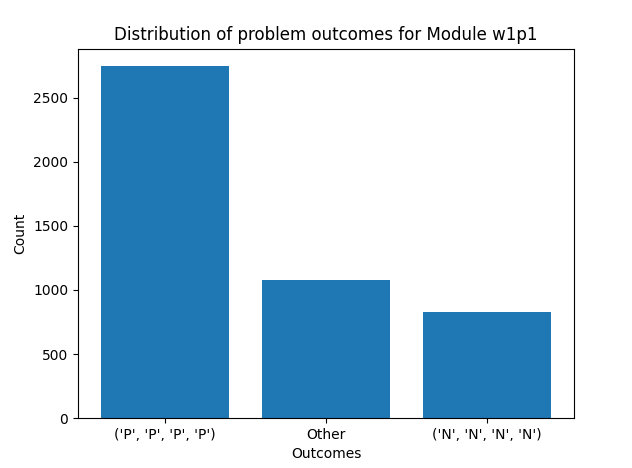 Distribution of problem outcomes for Module w1p1
2500
2000
1500
1000
500
0
Count
('P', 'P', 'P', 'P')
Other
('N', 'N', 'N', 'N')
Outcomes